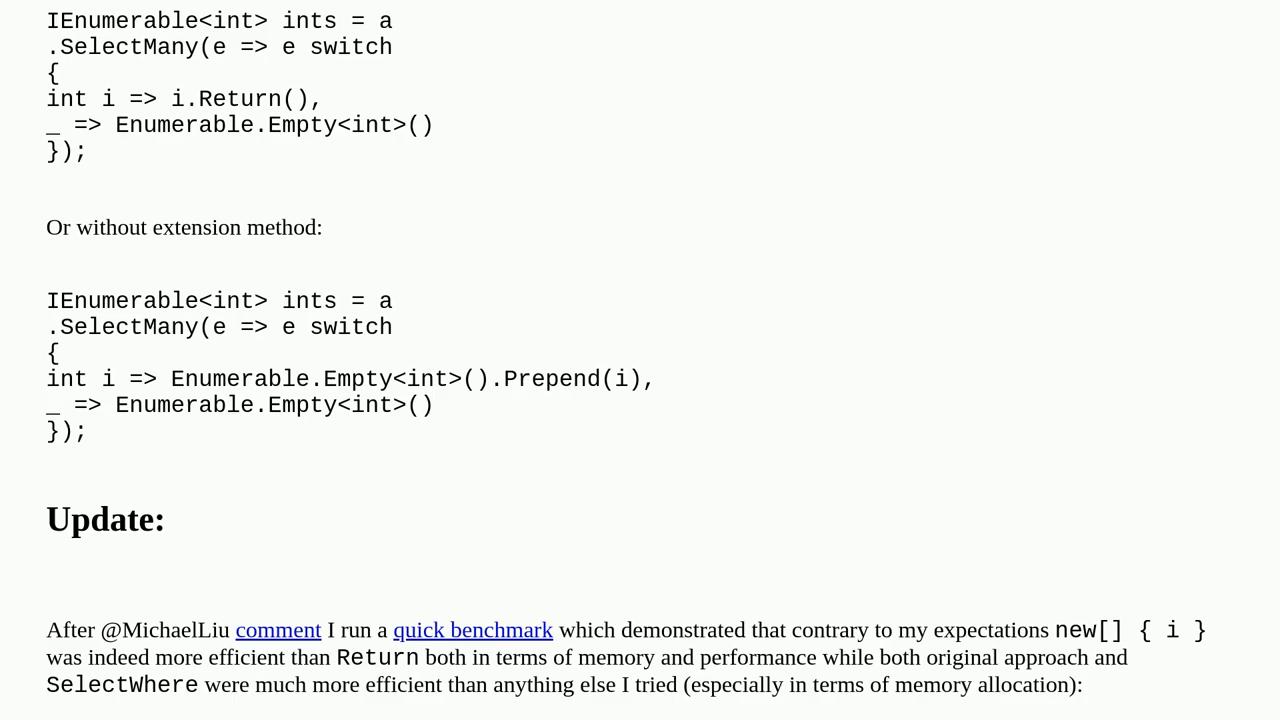 IEnumerable<int> ints = a
.SelectMany(e => e switch
{
int i => i.Return(),
_ => Enumerable.Empty<int>()
});
Or without extension method:
IEnumerable<int> ints = a
.SelectMany(e => e switch
{
int i => Enumerable.Empty<int>().Prepend(i),
_ => Enumerable.Empty<int>()
});
Update:
After @MichaelLiu comment I run a quick benchmark which demonstrated that contrary to my expectations new[] { i }
was indeed more efficient than Return both in terms of memory and performance while both original approach and
SelectWhere were much more efficient than anything else I tried (especially in terms of memory allocation):